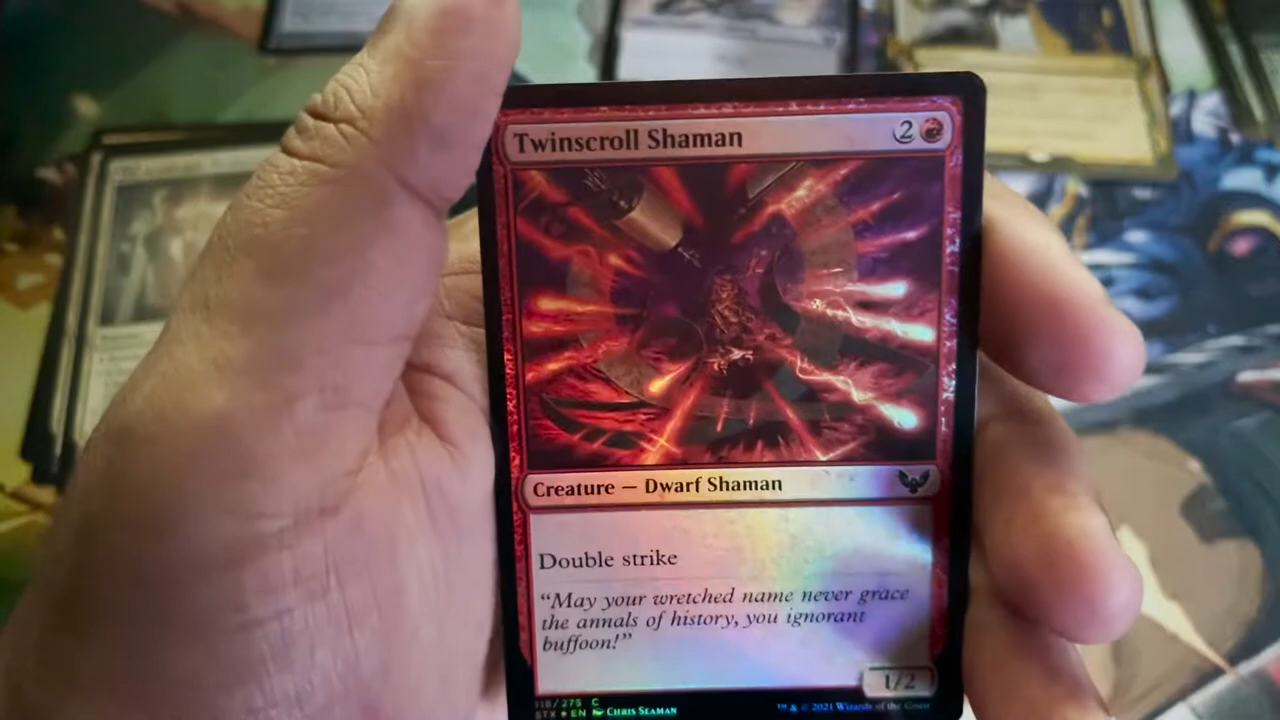 Twinscroll Shaman 2
Creature — Dwarf Shaman
Double strike
"May your wretched name never grace
the annals of history, you ignorant
buffoon!"
1/2
118/275 C
STX ★ EN Chris Seaman
™ & © 2021 Wizards of the Coast